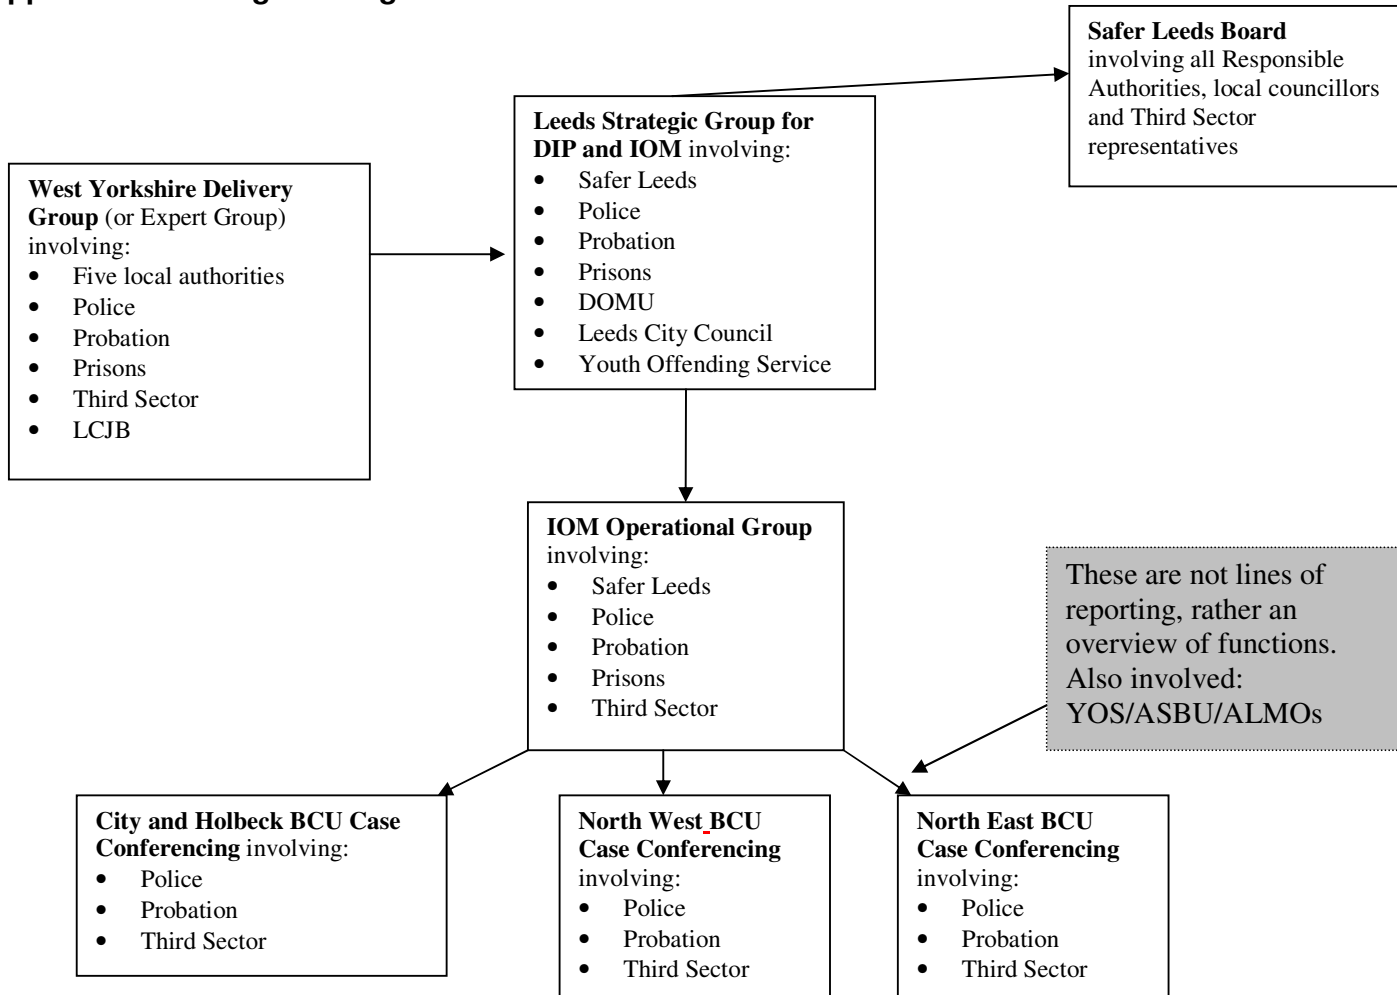 Safer Leeds Board
involving all Responsible
Authorities, local councillors
and Third Sector
representatives
Leeds Strategic Group for
DIP and IOM involving:
• Safer Leeds
• Police
• Probation
• Prisons
• DOMU
• Leeds City Council
• Youth Offending Service
West Yorkshire Delivery
Group (or Expert Group)
involving:
• Five local authorities
• Police
• Probation
• Prisons
• Third Sector
• LCJB
IOM Operational Group
involving:
• Safer Leeds
• Police
• Probation
• Prisons
• Third Sector
These are not lines of
reporting, rather an
overview of functions.
Also involved:
YOS/ASBU/ALMOs
City and Holbeck BCU Case
Conferencing involving:
• Police
• Probation
• Third Sector
North West BCU
Case Conferencing
involving:
• Police
• Probation
• Third Sector
North East BCU
Case Conferencing
involving:
• Police
• Probation
• Third Sector